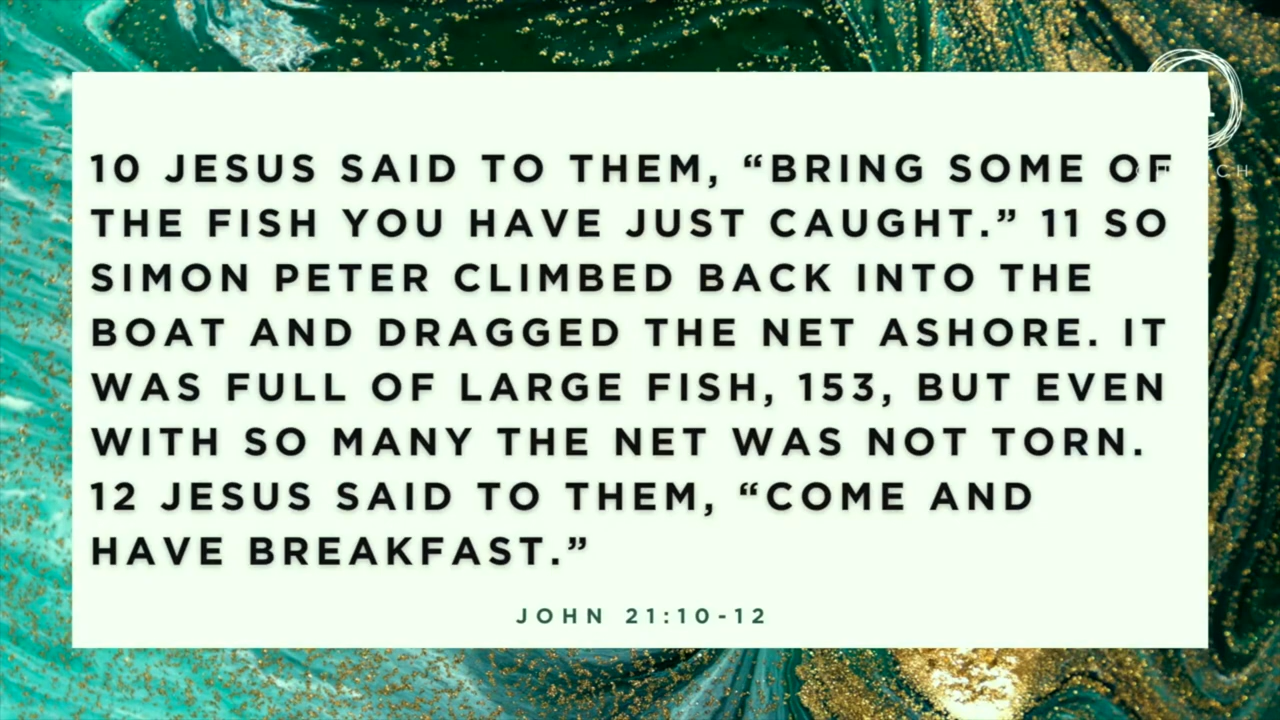 10 JESUS SAID TO THEM, “BRING SOME OF
THE FISH YOU HAVE JUST CAUGHT.” 11 SO
SIMON PETER CLIMBED BACK INTO THE
BOAT AND DRAGGED THE NET ASHORE. IT
WAS FULL OF LARGE FISH, 153, BUT EVEN
WITH SO MANY THE NET WAS NOT TORN.
12 JESUS SAID TO THEM, “COME AND
HAVE BREAKFAST.”
JOHN 21:10-12